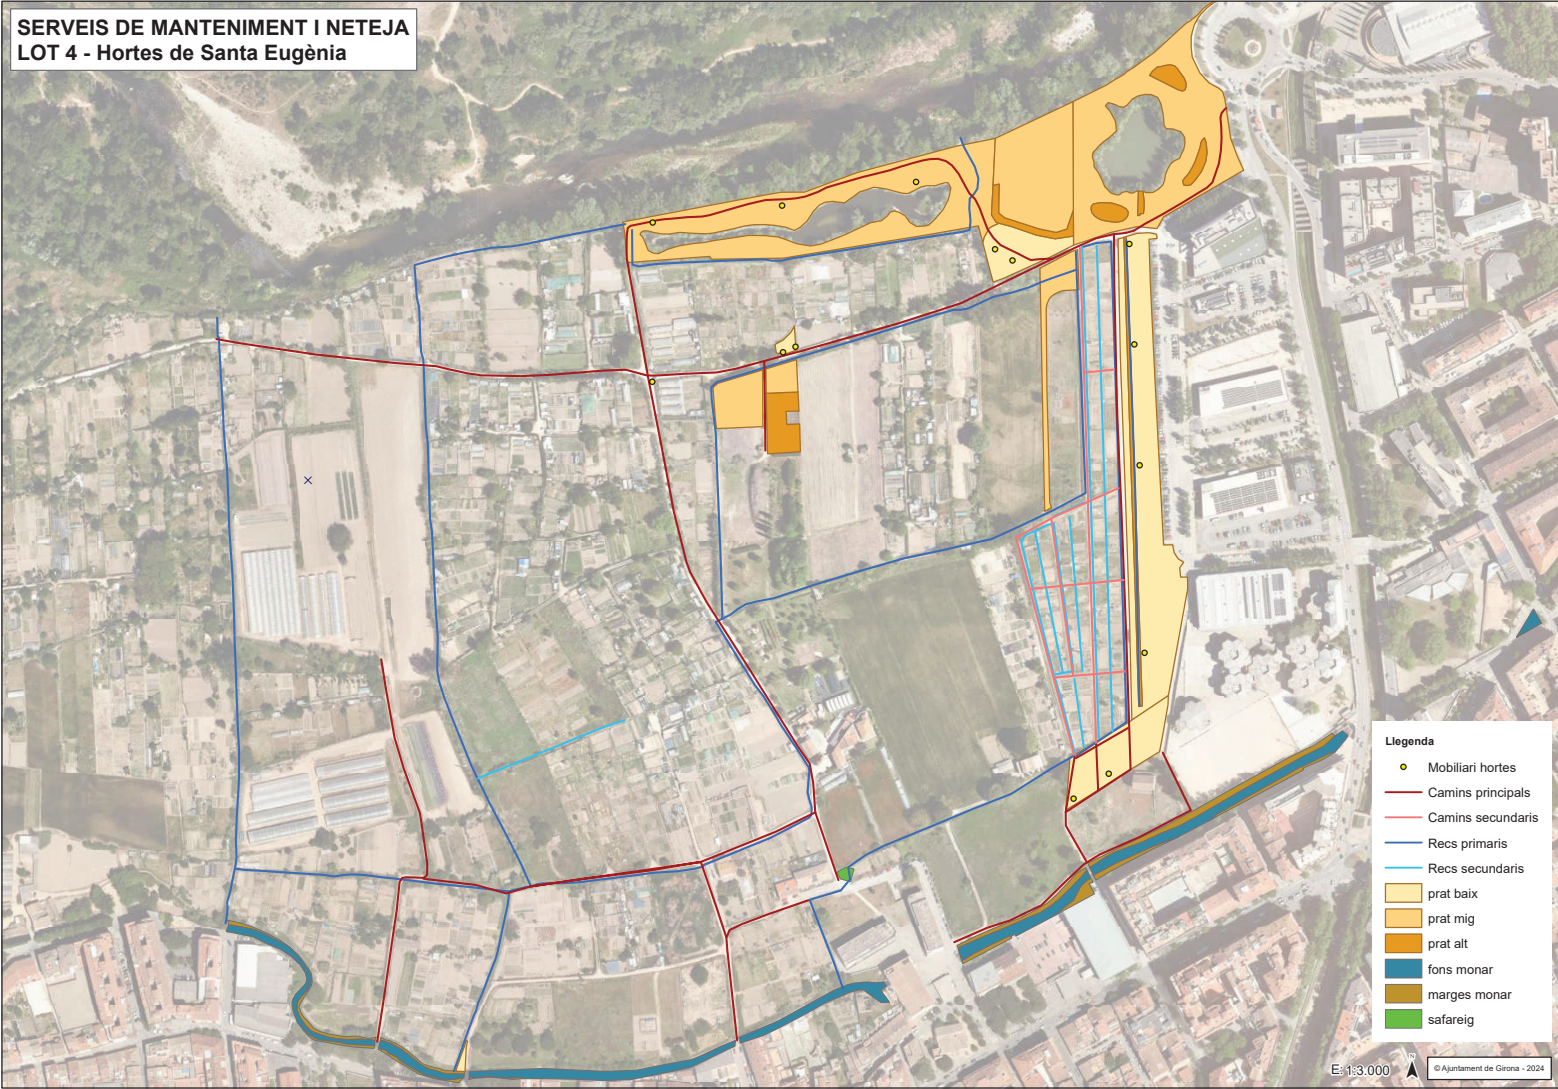 SERVEIS DE MANTENIMENT I NETEJA
LOT 4 - Hortes de Santa Eugènia
Llegenda
Mobiliari hortes
Camins principals
Camins secundaris
Recs primaris
Recs secundaris
prat baix
prat mig
prat alt
fons monar
marges monar
safareig
E: 1:3.000
N
© Ajuntament de Girona - 2024